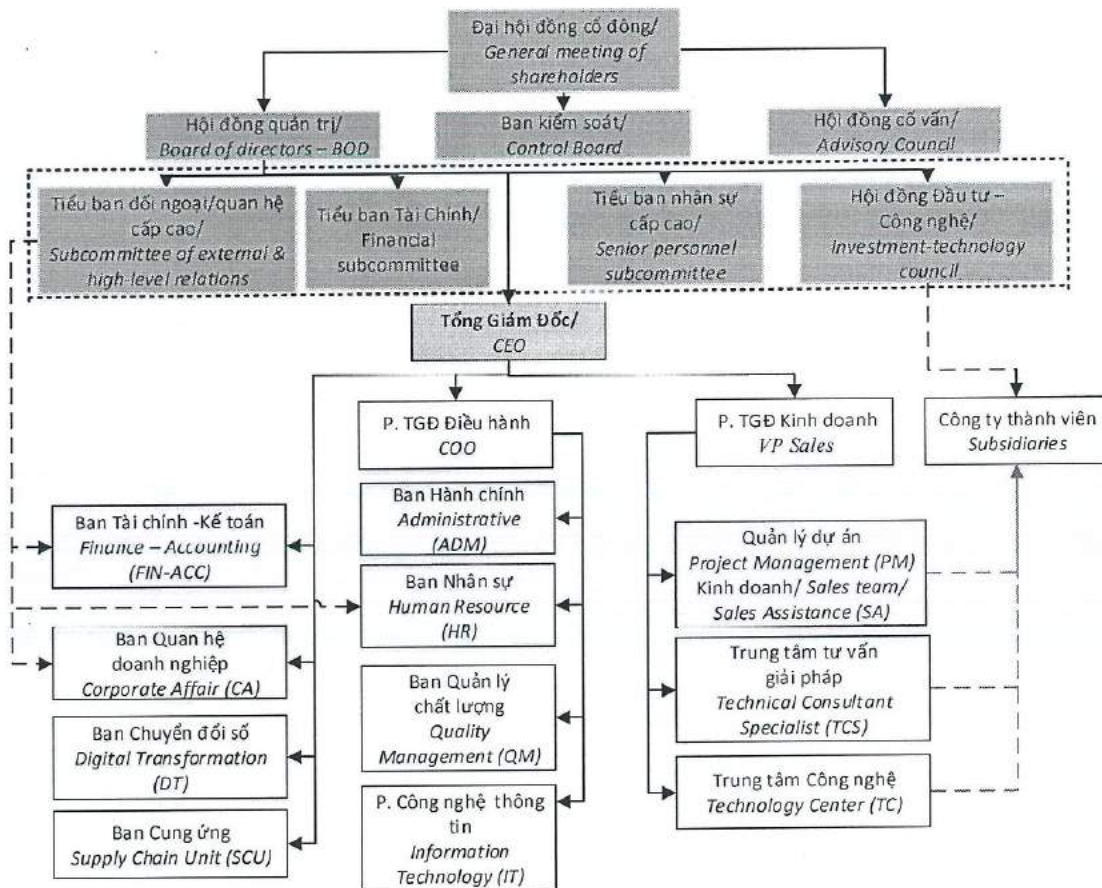 Đại hội đồng cổ đông/
General meeting of
shareholders
Hội đồng quản trị/
Board of directors – BOD
Ban kiểm soát/
Control Board
Hội đồng cố vấn/
Advisory Council
Tiểu ban đối ngoại/quan hệ
cấp cao/
Subcommittee of external &
high-level relations
Tiểu ban Tài Chính/
Financial
subcommittee
Tiểu ban nhân sự
cấp cao/
Senior personnel
subcommittee
Hội đồng Đầu tư –
Công nghệ/
Investment-technology
council
Tổng Giám Đốc/
CEO
P. TGĐ Điều hành
COO
P. TGĐ Kinh doanh
VP Sales
Công ty thành viên
Subsidiaries
Ban Tài chính -Kế toán
Finance – Accounting
(FIN-ACC)
Ban Quan hệ
doanh nghiệp
Corporate Affair (CA)
Ban Chuyển đổi số
Digital Transformation
(DT)
Ban Cung ứng
Supply Chain Unit (SCU)
Ban Hành chính
Administrative
(ADM)
Ban Nhân sự
Human Resource
(HR)
Ban Quản lý
chất lượng
Quality
Management (QM)
P. Công nghệ thông
tin
Information
Technology (IT)
Quản lý dự án
Project Management (PM)
Kinh doanh/ Sales team/
Sales Assistance (SA)
Trung tâm tư vấn
giải pháp
Technical Consultant
Specialist (TCS)
Trung tâm Công nghệ
Technology Center (TC)